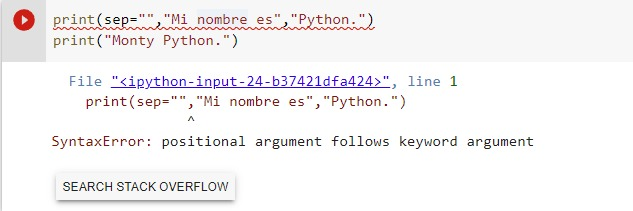 print(sep="","Mi nombre es","Python.")
print("Monty Python.")
File "<ipython-input-24-b37421dfa424>", line 1
print(sep="","Mi nombre es","Python.")
^
SyntaxError: positional argument follows keyword argument
SEARCH STACK OVERFLOW